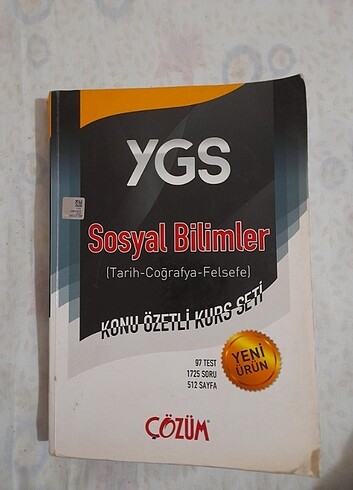 YGS
Sosyal Bilimler
(Tarih-Coğrafya-Felsefe)
KONU ÖZETLİ KURS SETİ
97 TEST
1725 SORU
512 SAYFA
YENİ
ÜRÜN
ÇÖZÜM